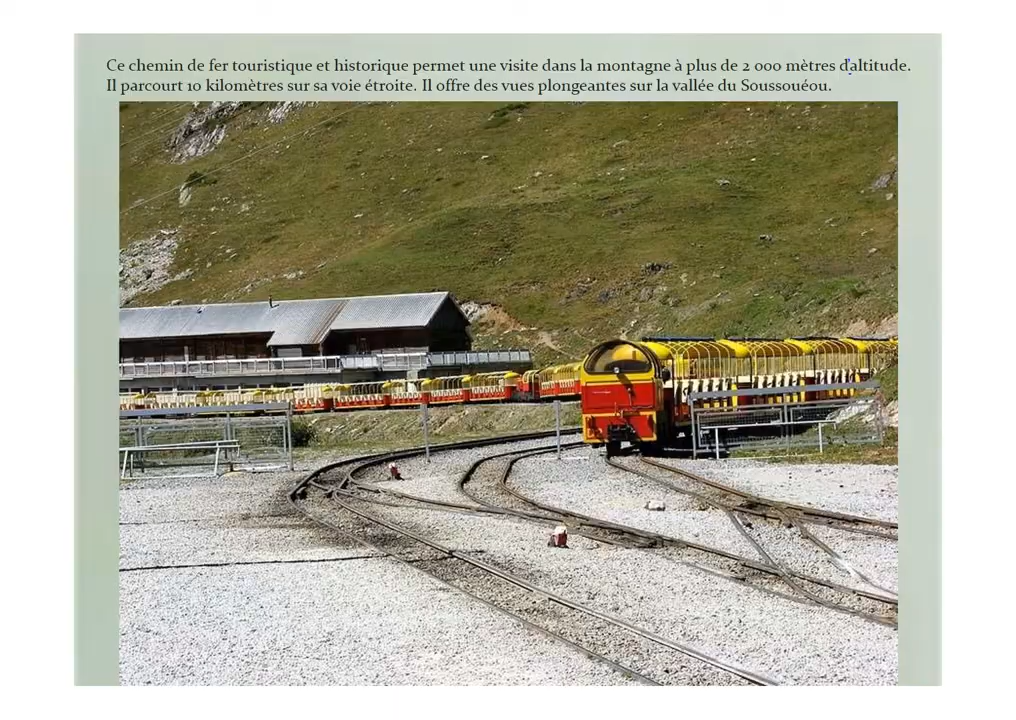 Ce chemin de fer touristique et historique permet une visite dans la montagne à plus de 2 000 mètres d'altitude.
Il parcourt 10 kilomètres sur sa voie étroite. Il offre des vues plongeantes sur la vallée du Soussouéou.